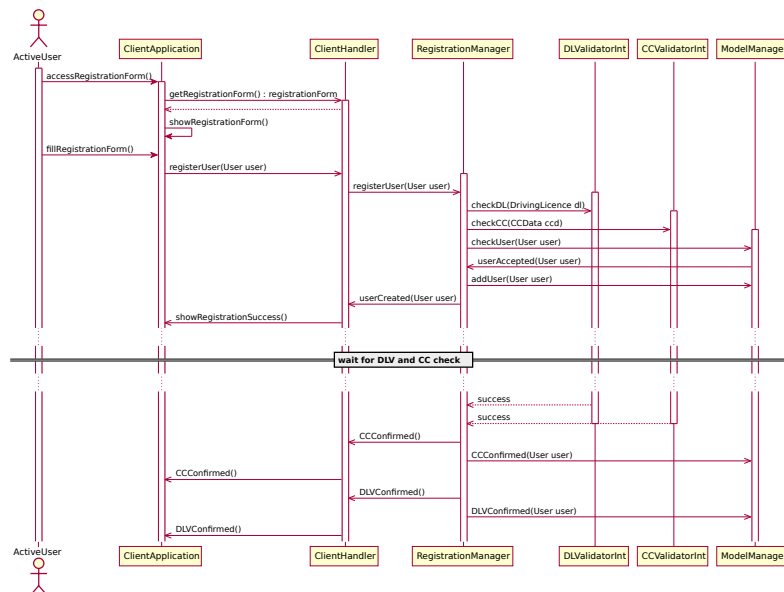 ActiveUser
ClientApplication
ClientHandler
RegistrationManager
DLValidatorInt
CCValidatorInt
ModelManager
accessRegistrationForm()
getRegistrationForm() : registrationForm
showRegistrationForm()
fillRegistrationForm()
registerUser(User user)
registerUser(User user)
checkDL(DrivingLicence dl)
checkCC(CCData ccd)
checkUser(User user)
userAccepted(User user)
addUser(User user)
userCreated(User user)
showRegistrationSuccess()
wait for DLV and CC check
success
success
CCConfirmed()
CCConfirmed(User user)
CCConfirmed()
DLVConfirmed()
DLVConfirmed(User user)
DLVConfirmed()
ActiveUser
ClientApplication
ClientHandler
RegistrationManager
DLValidatorInt
CCValidatorInt
ModelManager